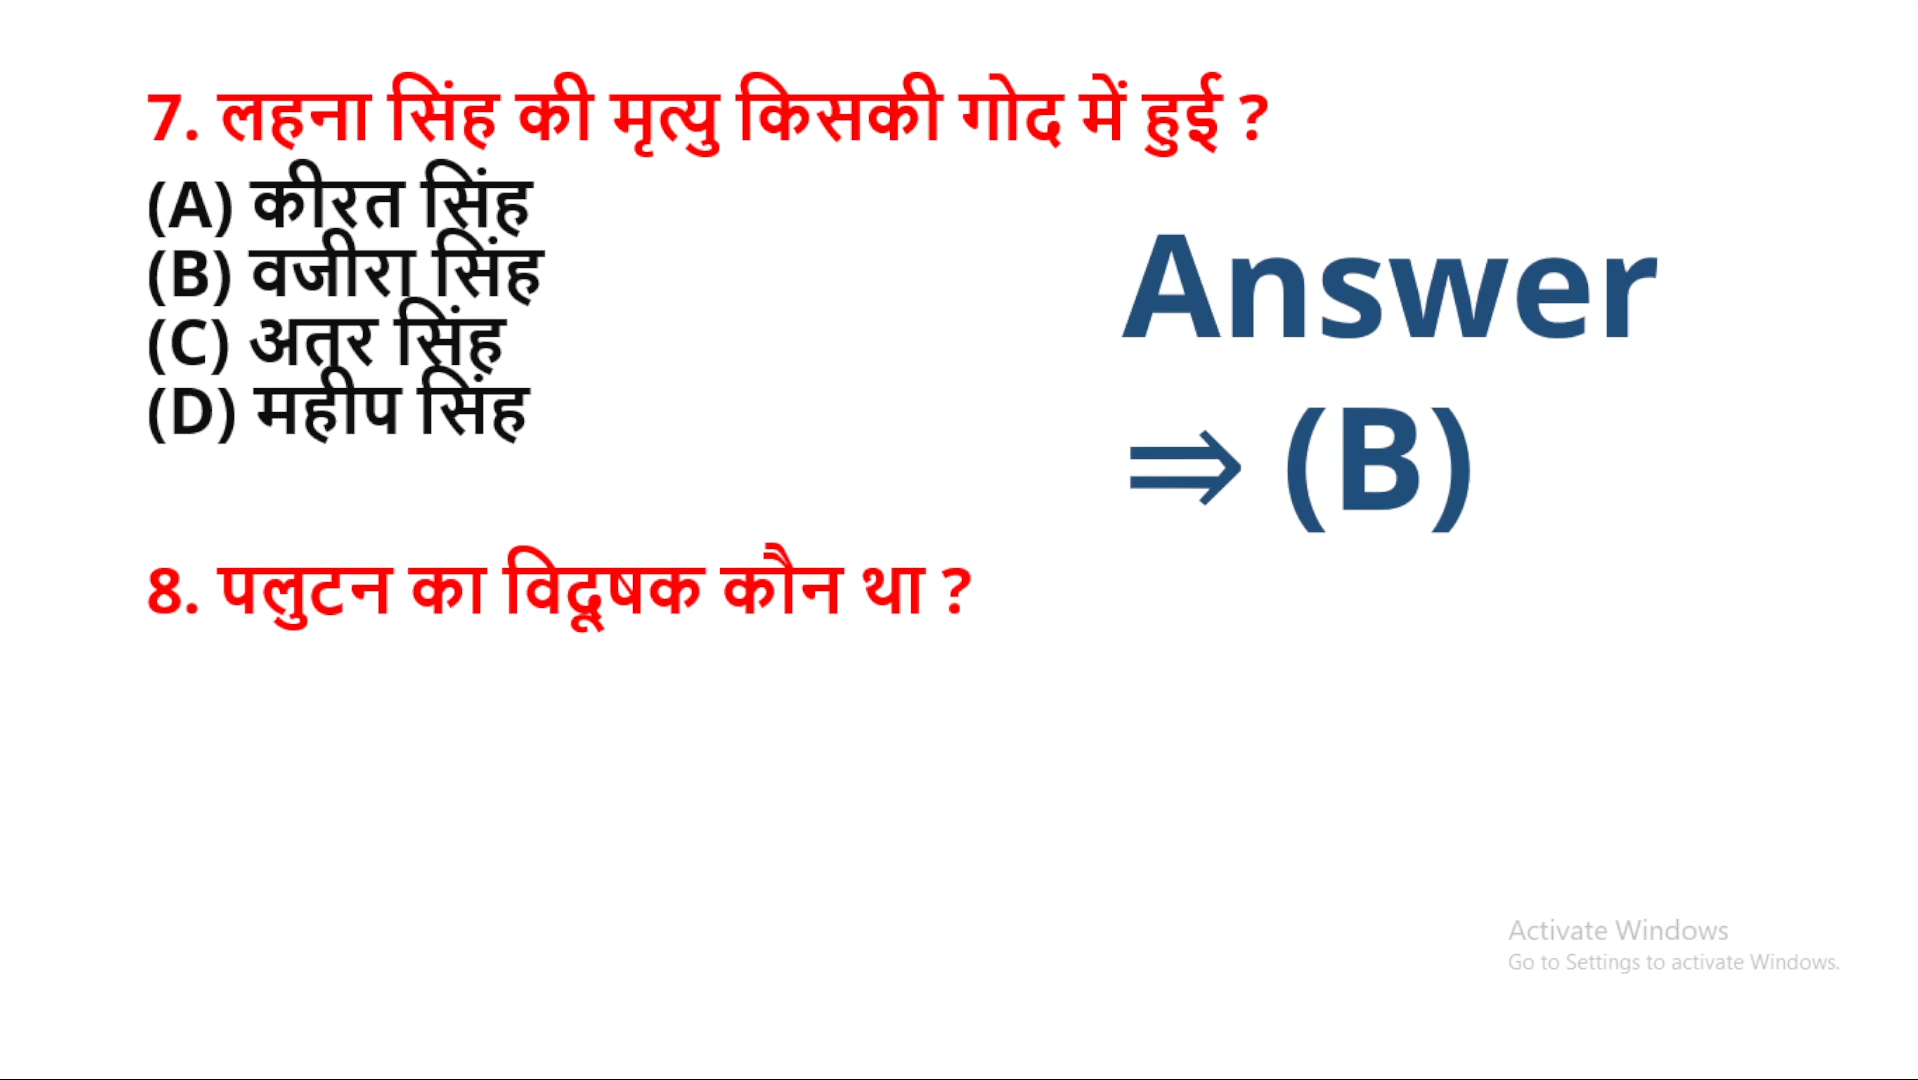 7. लहना सिंह की मृत्यु किसकी गोद में हुई ?
(A) कीरत सिंह
(B) वजीरा सिंह
(C) अतर सिंह
(D) महीप सिंह
Answer
⇒ (B)
8. पलुटन का विदूषक कौन था ?
Activate Windows
Go to Settings to activate Windows.